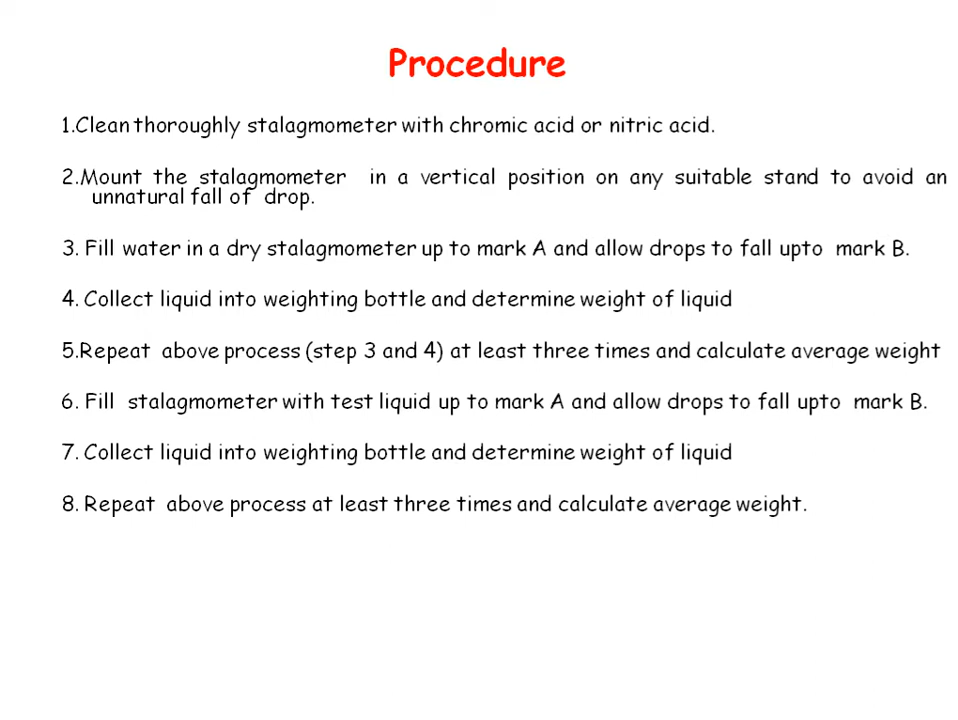 Procedure
1.Clean thoroughly stalagmometer with chromic acid or nitric acid.
2.Mount the stalagmometer in a vertical position on any suitable stand to avoid an
unnatural fall of drop.
3. Fill water in a dry stalagmometer up to mark A and allow drops to fall upto mark B.
4. Collect liquid into weighting bottle and determine weight of liquid
5.Repeat above process (step 3 and 4) at least three times and calculate average weight
6. Fill stalagmometer with test liquid up to mark A and allow drops to fall upto mark B.
7. Collect liquid into weighting bottle and determine weight of liquid
8. Repeat above process at least three times and calculate average weight.